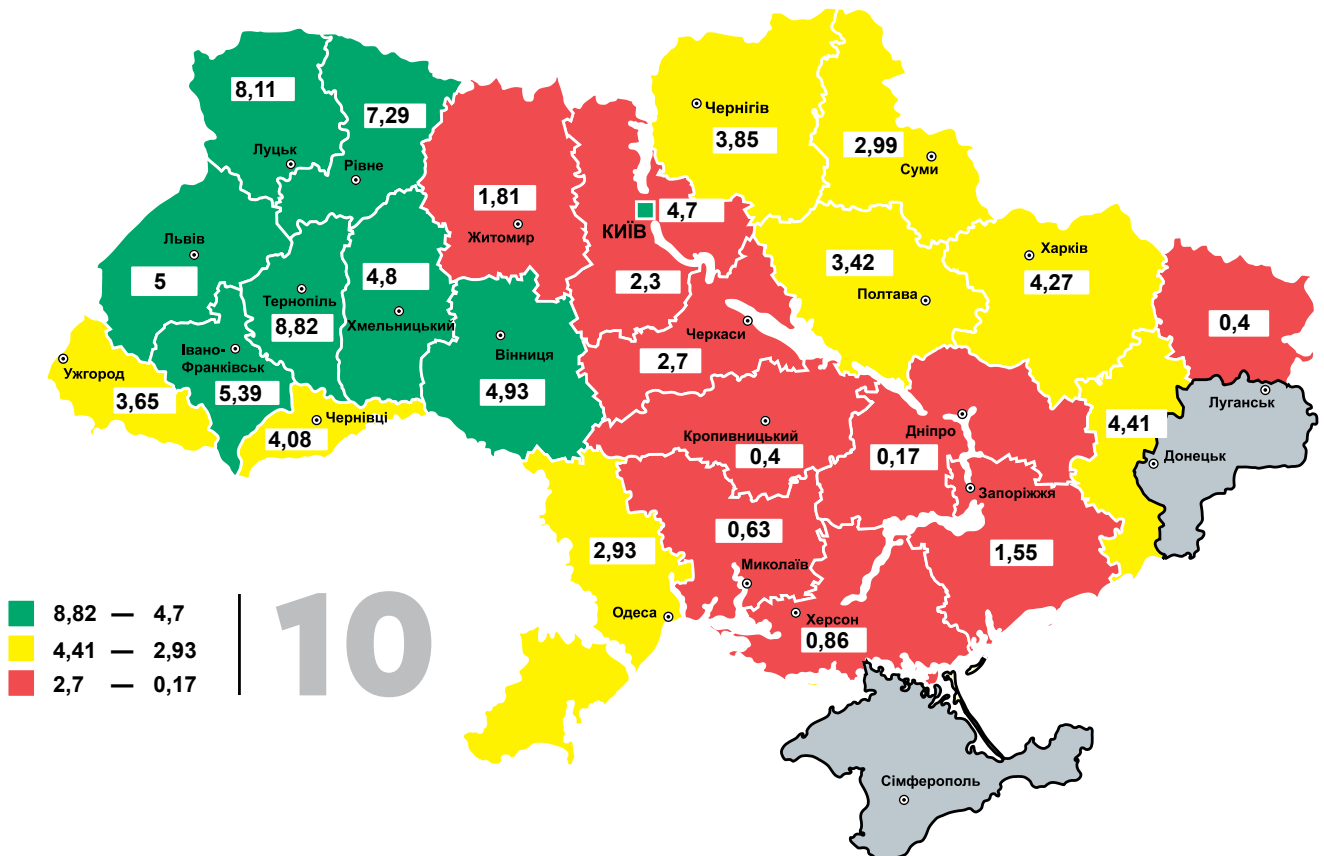 8,11
Луцьк
7,29
Рівне
1,81
Житомир
КИЇВ
4,7
2,3
Чернігів
3,85
2,99
Суми
Львів
5
Тернопіль
8,82
4,8
Хмельницький
Вінниця
4,93
Черкаси
2,7
3,42
Полтава
Харків
4,27
0,4
Луганськ
Ужгород
3,65
Івано-
Франківськ
5,39
Чернівці
4,08
Кропивницький
0,4
Дніпро
0,17
4,41
Донецьк
Запоріжжя
1,55
2,93
Одеса
0,63
Миколаїв
Херсон
0,86
Сімферополь
8,82 — 4,7
4,41 — 2,93
2,7 — 0,17
10